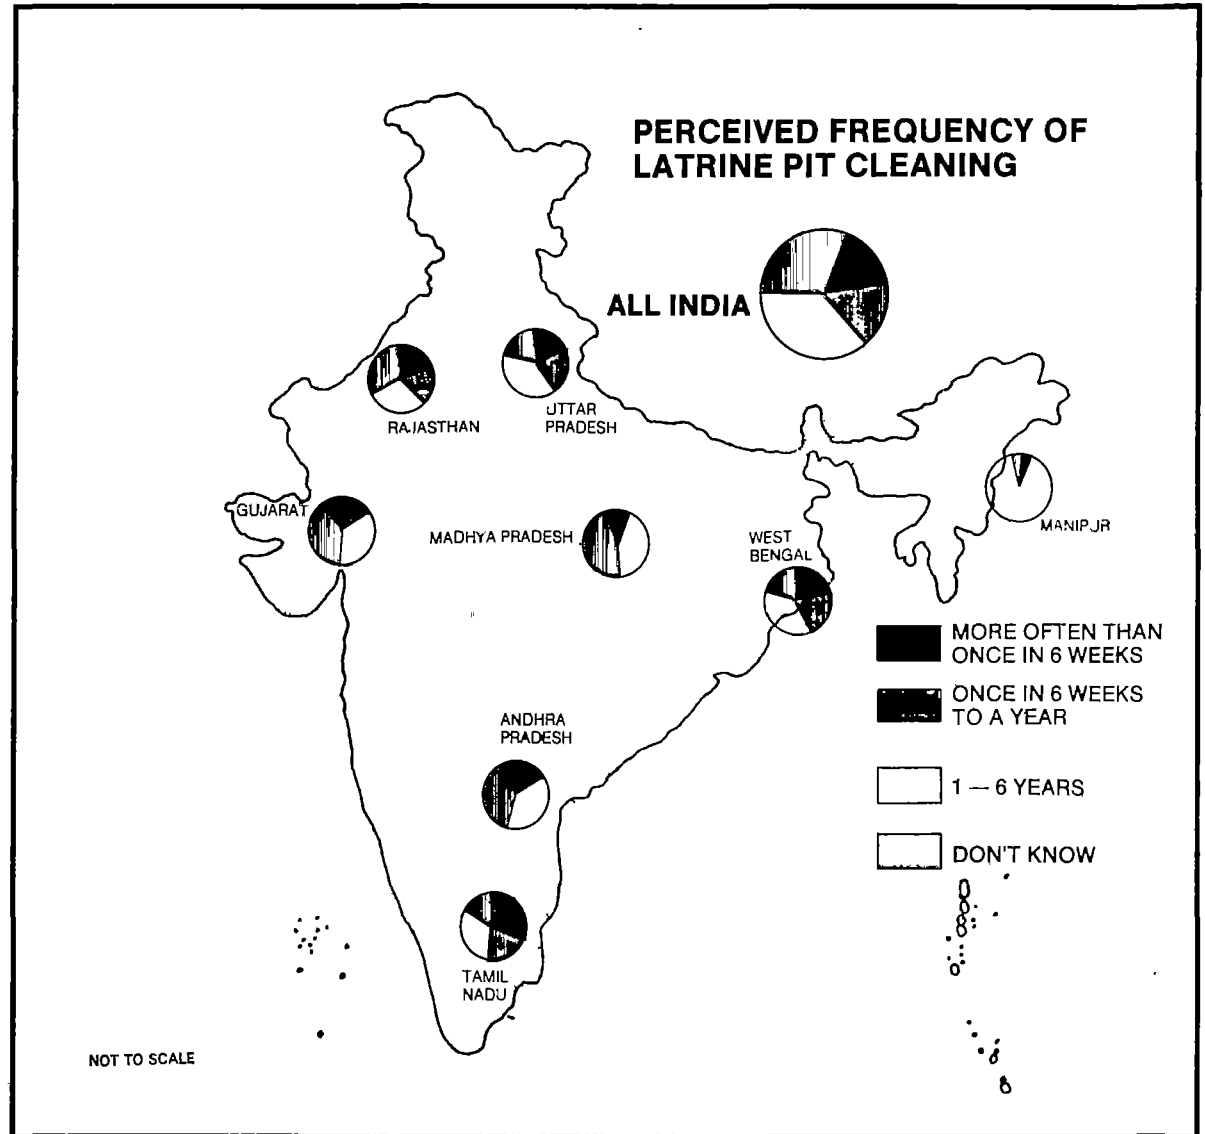 PERCEIVED FREQUENCY OF
LATRINE PIT CLEANING
ALL INDIA
RAJASTHAN
UTTAR
PRADESH
GUJARAT
MADHYA PRADESH
WEST
BENGAL
MANIPJR
MORE OFTEN THAN
ONCE IN 6 WEEKS
ONCE IN 6 WEEKS
TO A YEAR
1 — 6 YEARS
DON'T KNOW
ANDHRA
PRADESH
TAMIL
NADU
NOT TO SCALE